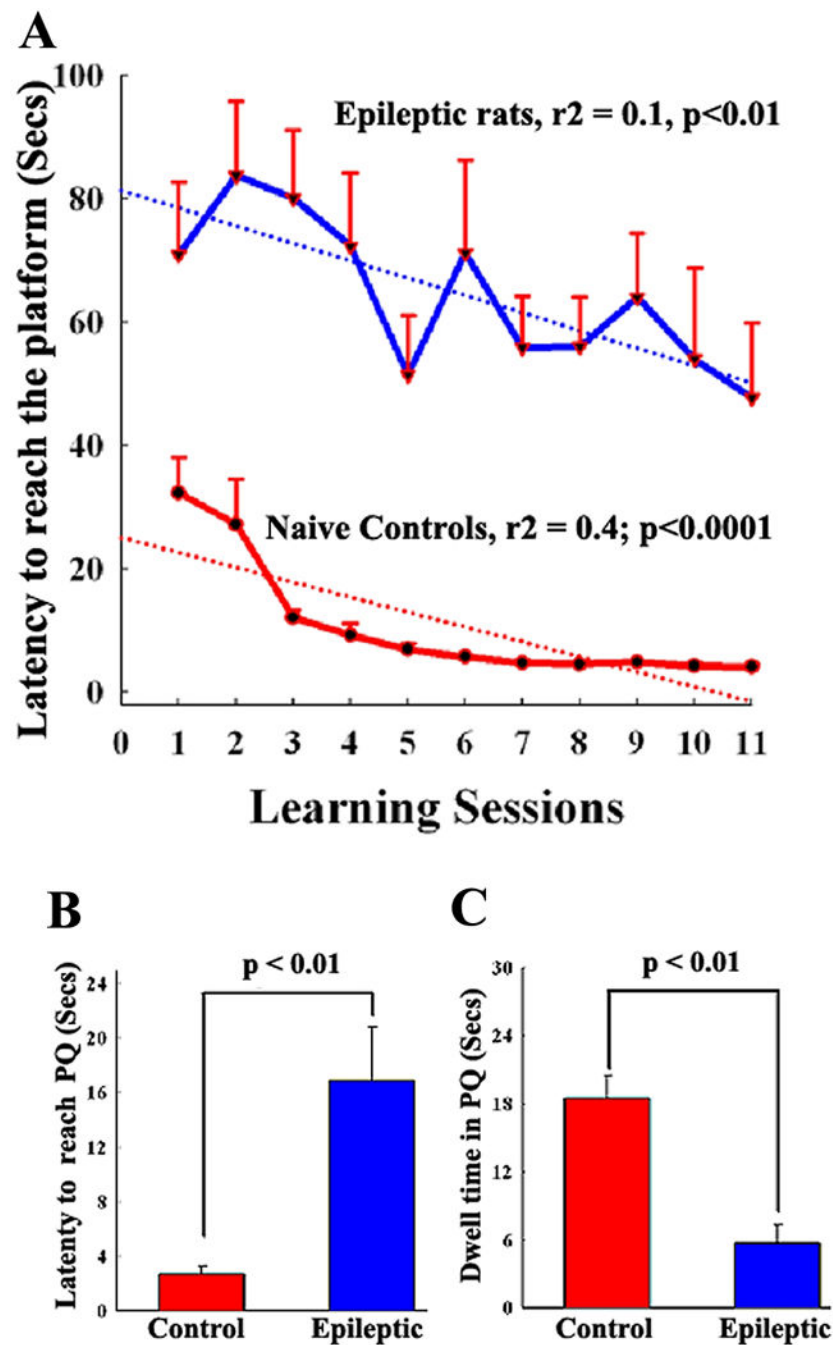 A
Latency to reach the platform (Secs)
100
80
60
40
20
0
Epileptic rats, r2 = 0.1, p<0.01
Naive Controls, r2 = 0.4; p<0.0001
0 1 2 3 4 5 6 7 8 9 10 11
Learning Sessions
B
Latenty to reach PQ (Secs)
24
20
16
12
8
4
0
p < 0.01
Control Epileptic
C
Dwell time in PQ (Secs)
30
24
18
12
6
0
p < 0.01
Control Epileptic